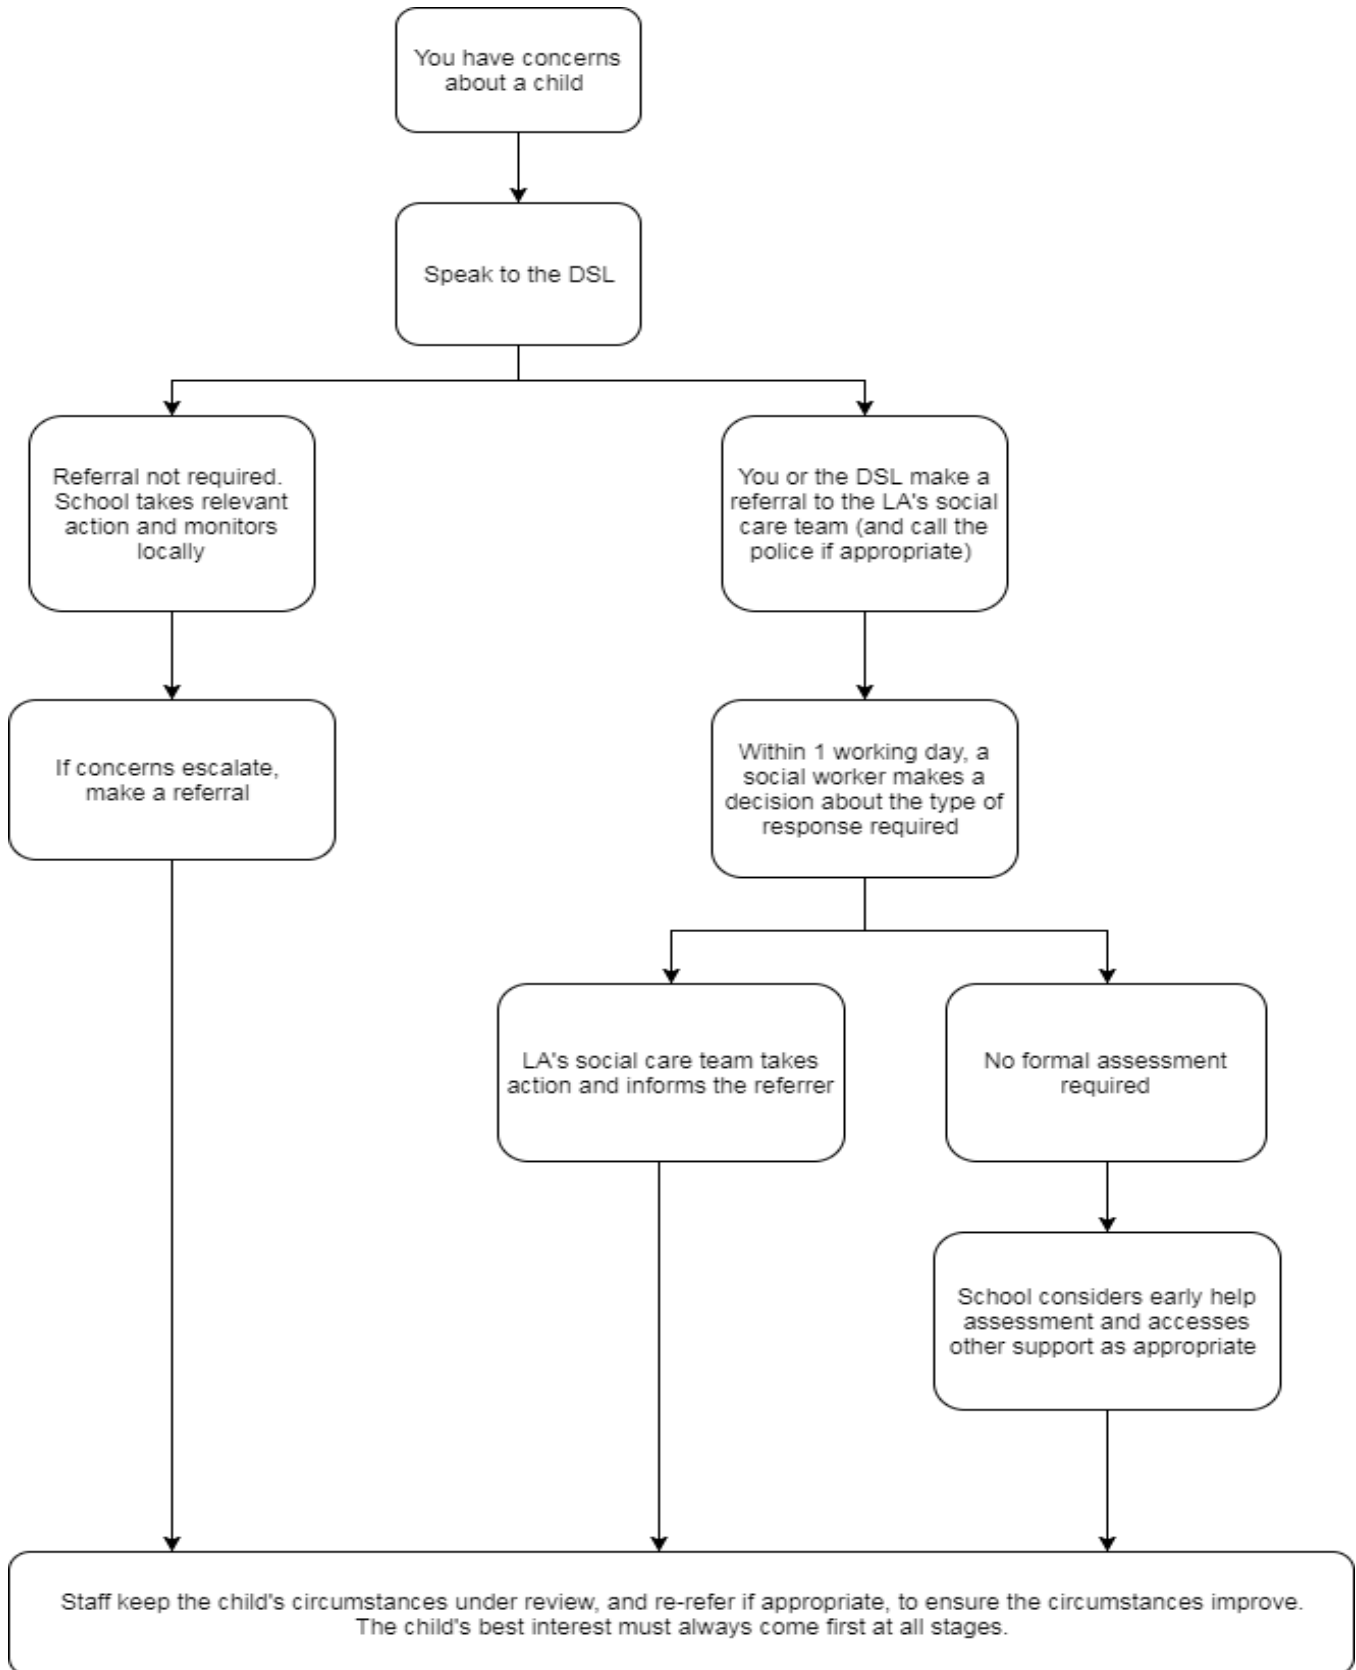 You have concerns
about a child
Speak to the DSL
Referral not required.
School takes relevant
action and monitors
locally
You or the DSL make a
referral to the LA's social
care team (and call the
police if appropriate)
If concerns escalate,
make a referral
Within 1 working day, a
social worker makes a
decision about the type of
response required
LA's social care team takes
action and informs the referrer
No formal assessment
required
School considers early help
assessment and accesses
other support as appropriate
Staff keep the child's circumstances under review, and re-refer if appropriate, to ensure the circumstances improve.
The child's best interest must always come first at all stages.